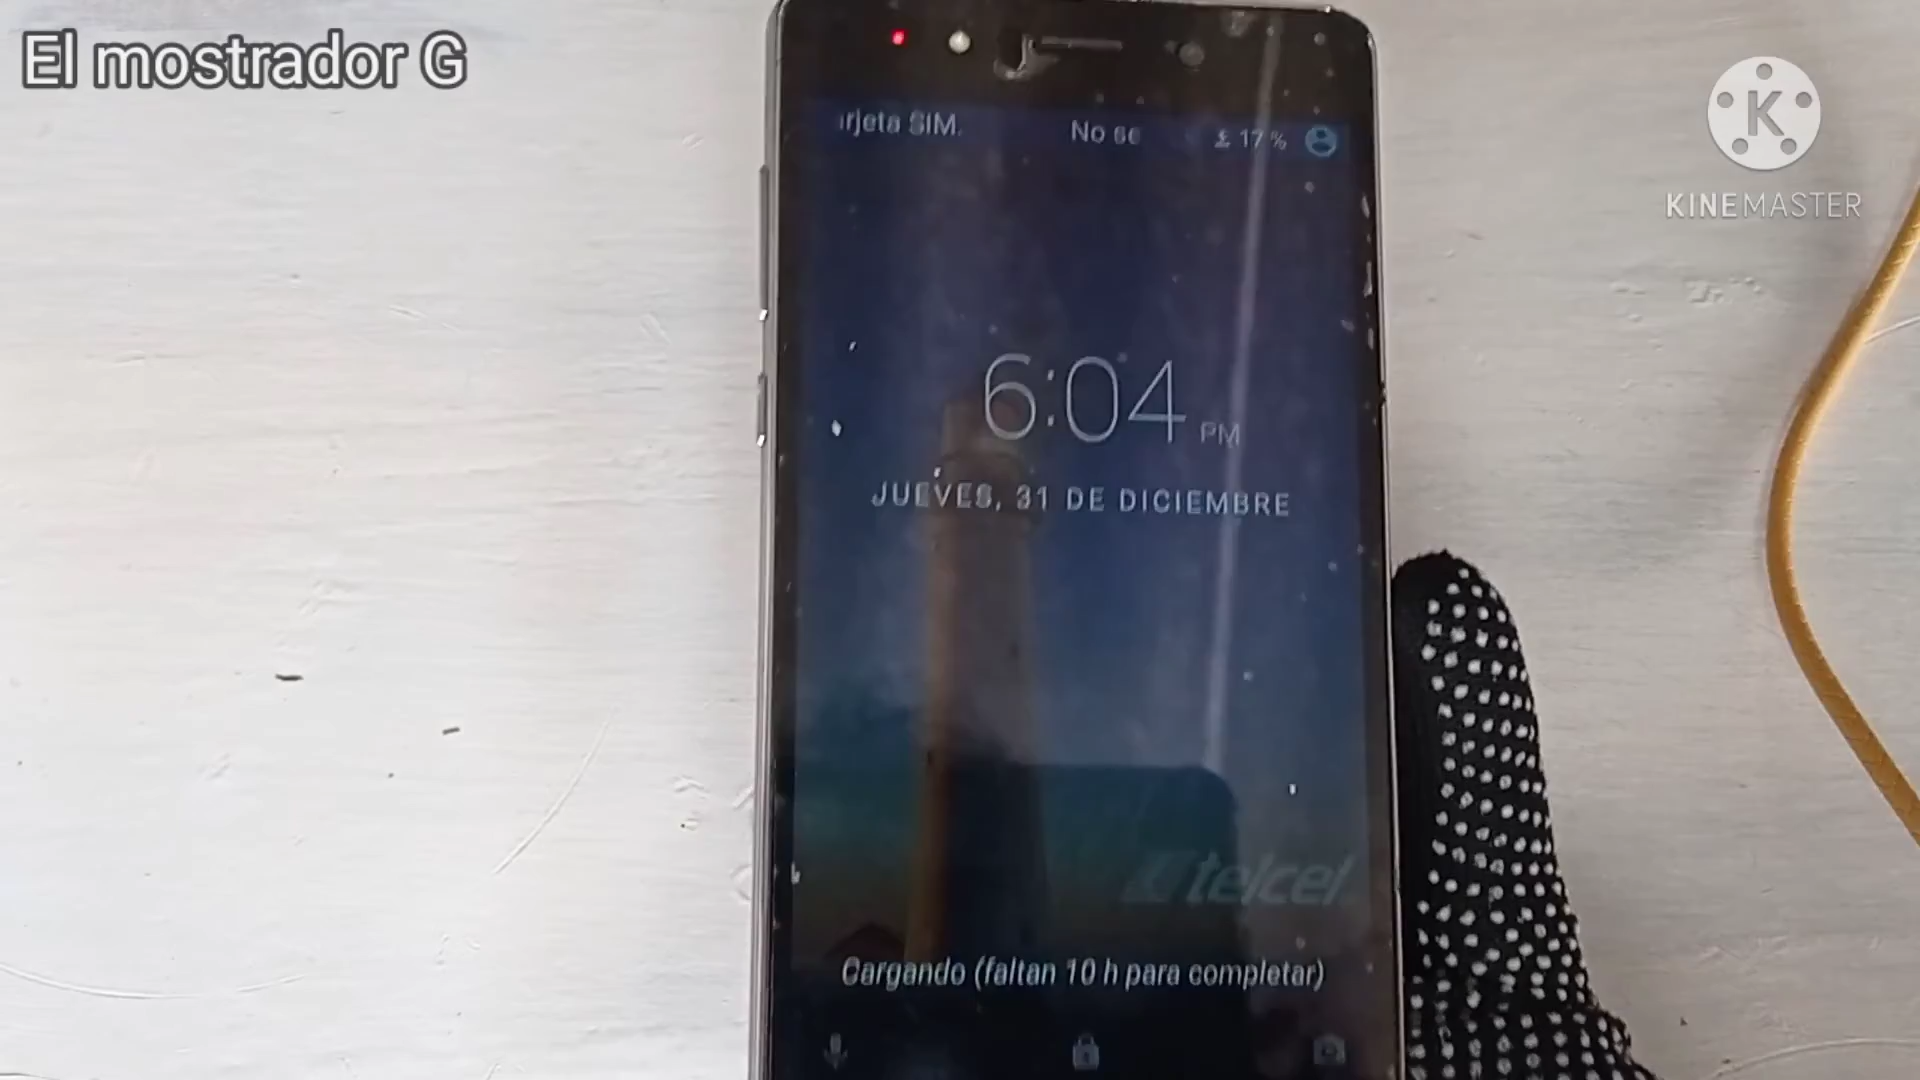 El mostrador G
K
KINEMASTER
rjeta SIM. No se 17 %
6:04 PM
JUEVES, 31 DE DICIEMBRE
telcel
Cargando (faltan 10 h para completar)